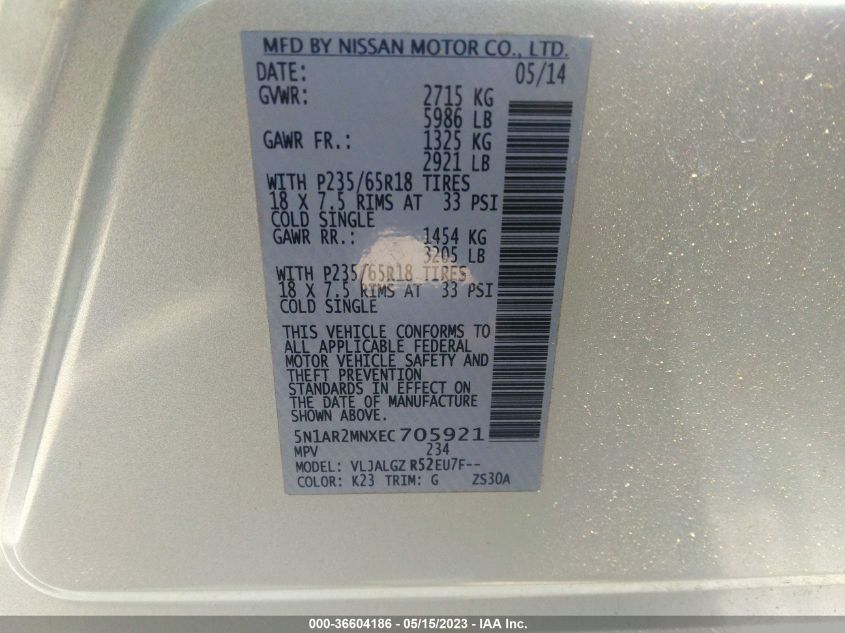 MFD BY NISSAN MOTOR CO., LTD.
DATE: 05/14
GVWR: 2715 KG
5986 LB
GAWR FR.: 1325 KG
2921 LB
WITH P235/65R18 TIRES
18 X 7.5 RIMS AT 33 PSI
COLD SINGLE
GAWR RR.: 1454 KG
3205 LB
WITH P235/65R18 TIRES
18 X 7.5 RIMS AT 33 PSI
COLD SINGLE
THIS VEHICLE CONFORMS TO
ALL APPLICABLE FEDERAL
MOTOR VEHICLE SAFETY AND
THEFT PREVENTION
STANDARDS IN EFFECT ON
THE DATE OF MANUFACTURE
SHOWN ABOVE.
5N1AR2MNXEC705921
MPV 234
MODEL: VLJALGZ R52EU7F--
COLOR: K23 TRIM: G ZS30A
000-36604186 - 05/15/2023 - IAA Inc.